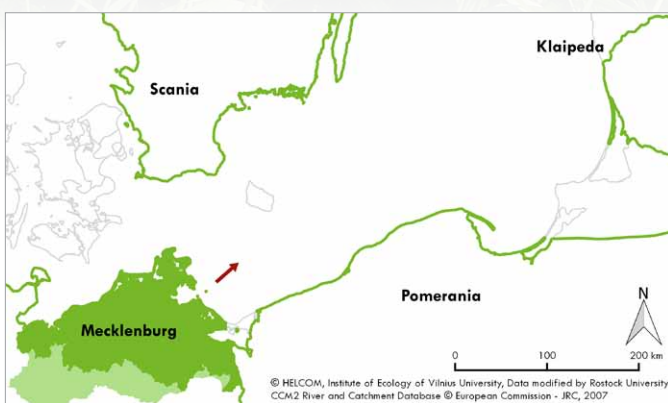 Klaipeda
Scania
Pomerania
Mecklenburg
N
0 100 200 km
© HELCOM, Institute of Ecology of Vilnius University, Data modified by Rostock University
CCM2 River and Catchment Database © European Commission - JRC, 2007